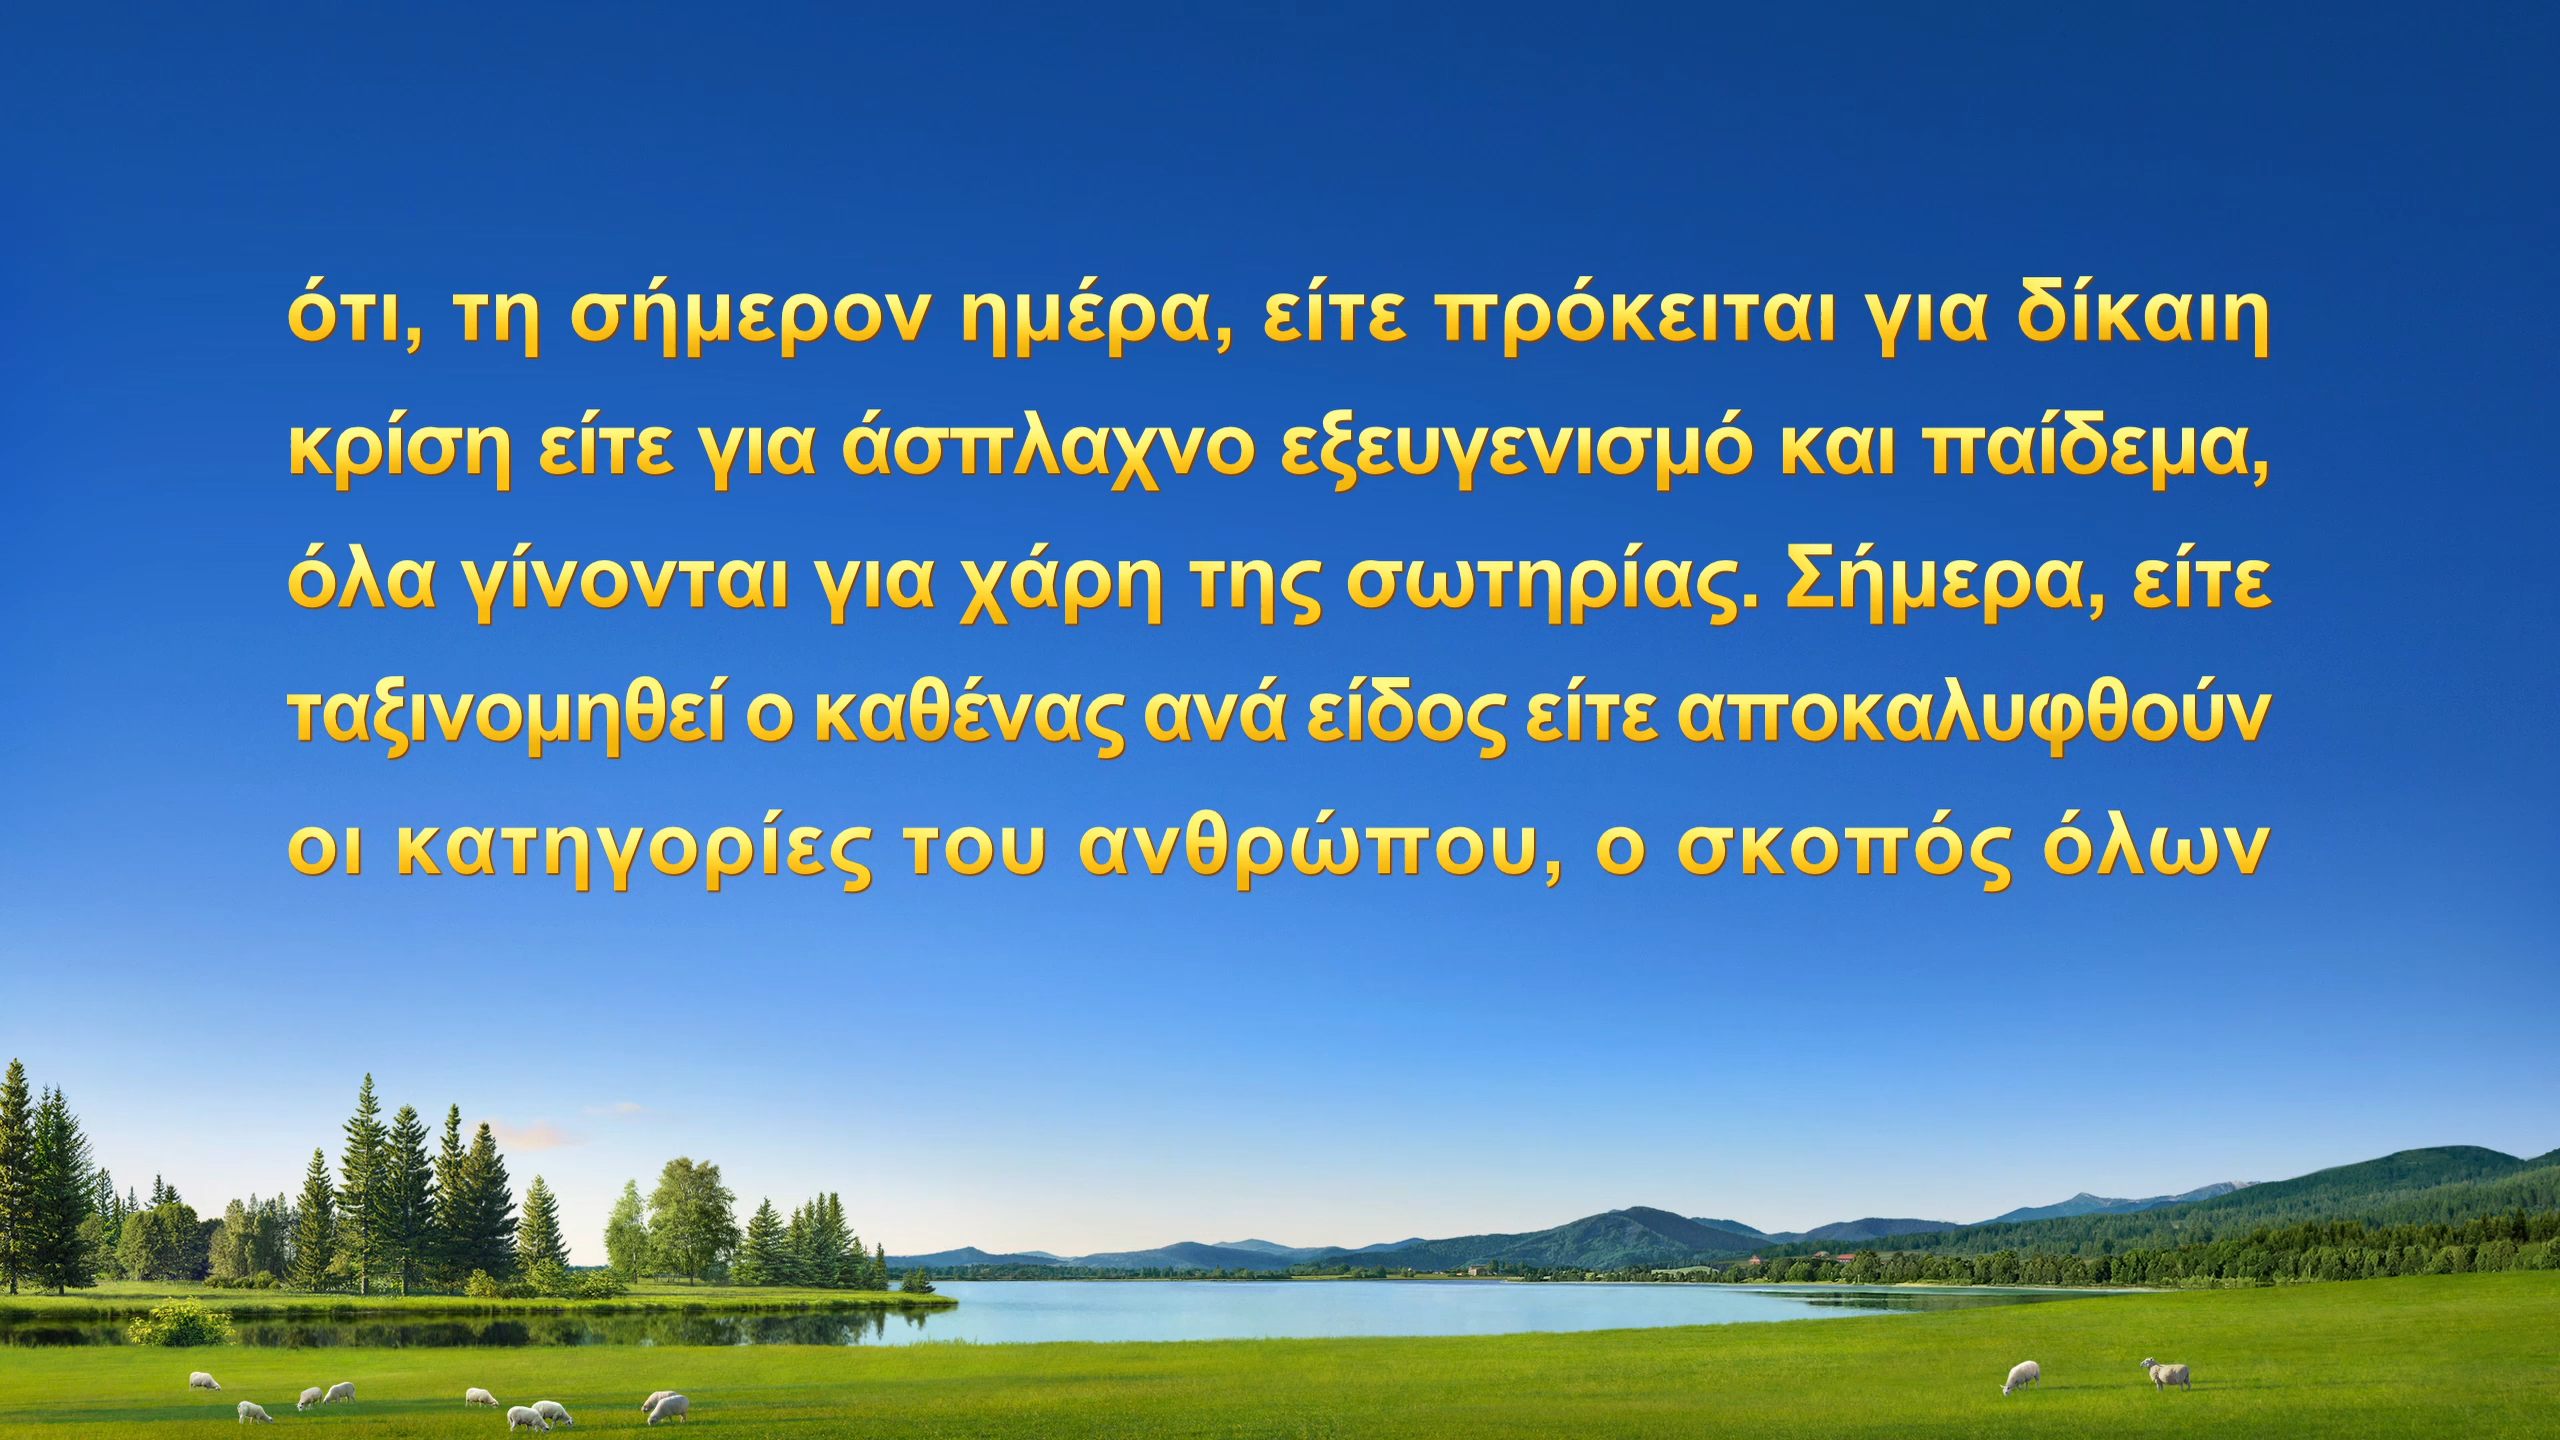 ότι, τη σήμερον ημέρα, είτε πρόκειται για δίκαιη
κρίση είτε για άσπλαχνο εξευγενισμό και παίδεμα,
όλα γίνονται για χάρη της σωτηρίας. Σήμερα, είτε
ταξινομηθεί ο καθένας ανά είδος είτε αποκαλυφθούν
οι κατηγορίες του ανθρώπου, ο σκοπός όλων